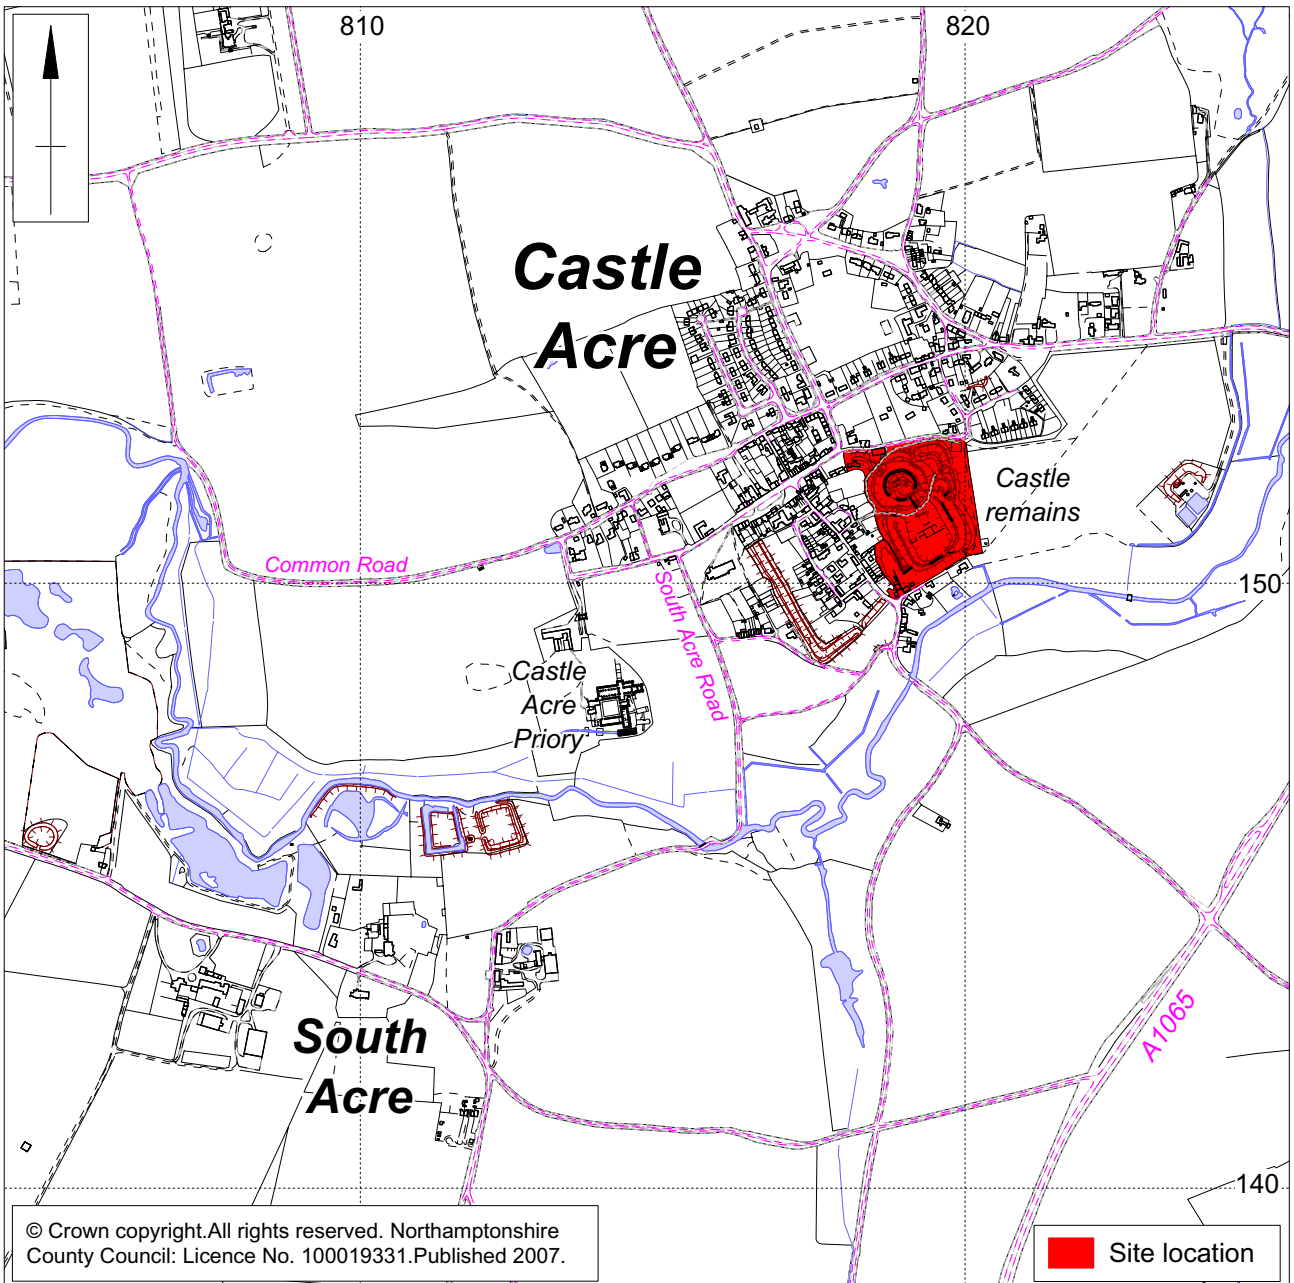 810
820
Castle
Acre
Castle
remains
Common Road
150
South Acre Road
Castle
Acre
Priory
A1065
South
Acre
140
© Crown copyright.All rights reserved. Northamptonshire
County Council: Licence No. 100019331.Published 2007.
Site location